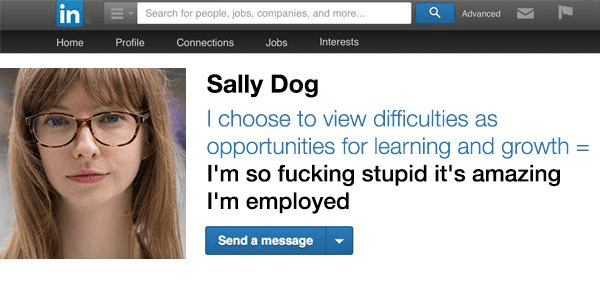 in Search for people, jobs, companies, and more... Advanced
Home Profile Connections Jobs Interests
Sally Dog
I choose to view difficulties as
opportunities for learning and growth =
I'm so fucking stupid it's amazing
I'm employed
Send a message